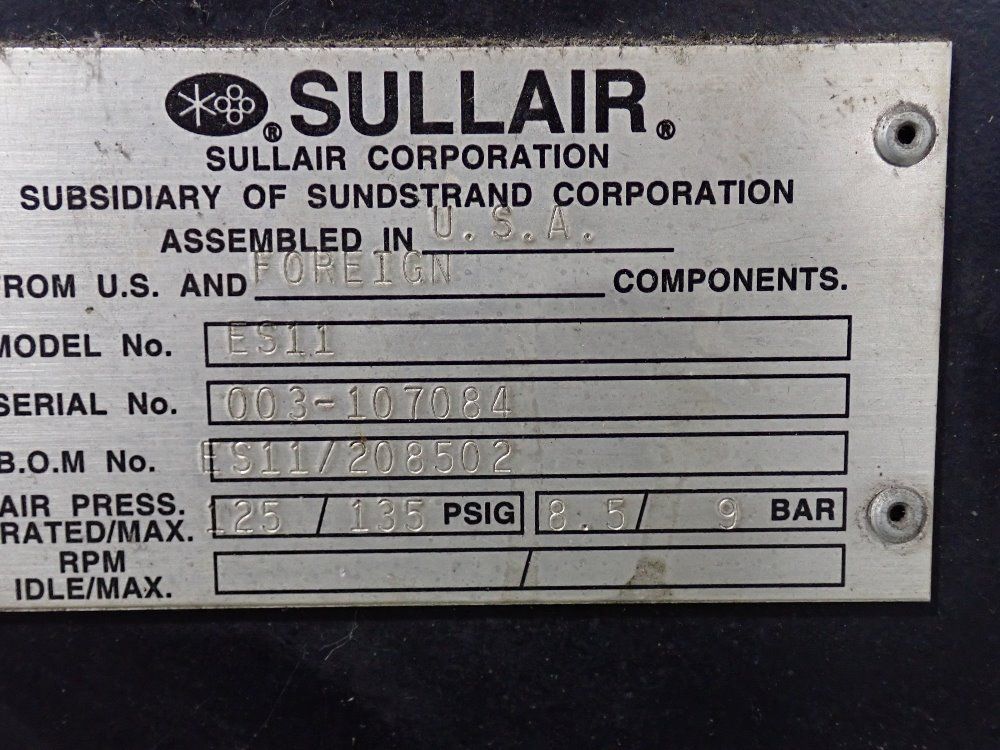 ® SULLAIR®
SULLAIR CORPORATION
SUBSIDIARY OF SUNDSTRAND CORPORATION
ASSEMBLED IN U.S.A.
ROM U.S. AND FOREIGN COMPONENTS.
MODEL No. ES11
SERIAL No. 003-107084
B.O.M No. ES11/208502
AIR PRESS. RATED/MAX. 125 / 135 PSIG 8.5/ 9 BAR
RPM IDLE/MAX. /